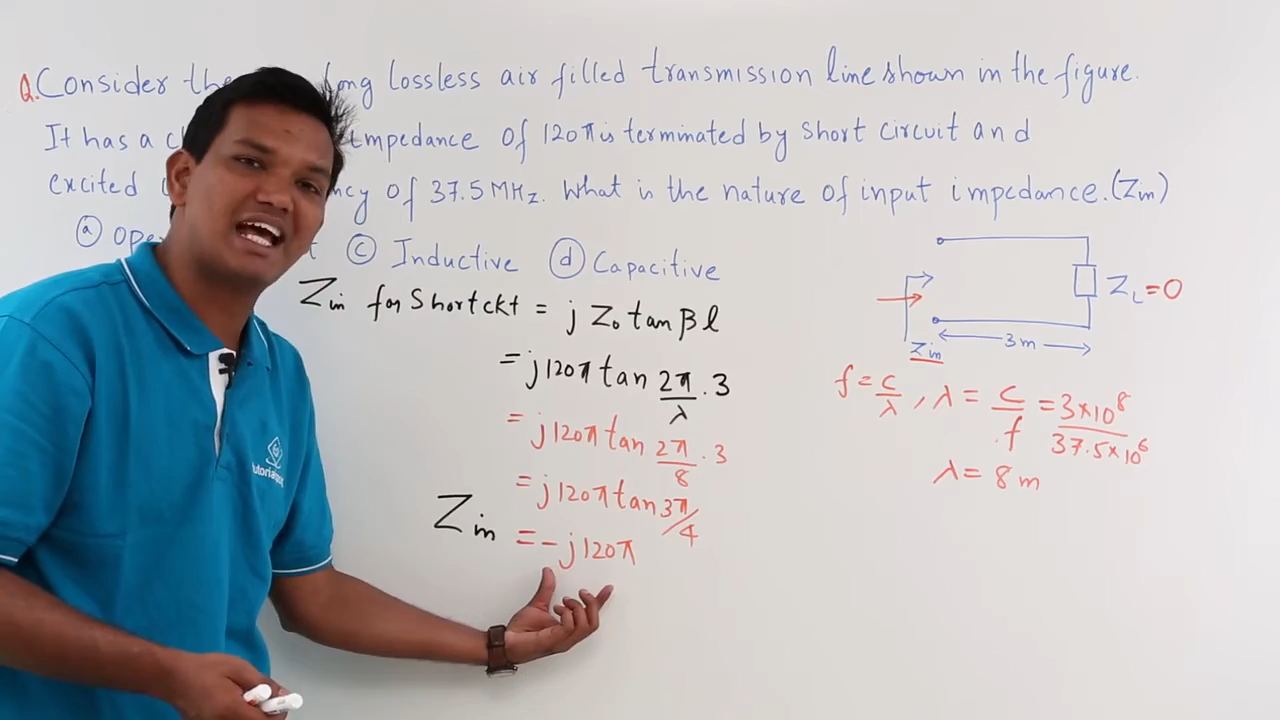 Q. Consider the long lossless air filled transmission line shown in the figure.
It has a impedance of 120π is terminated by short circuit and
excited of 37.5 MHz. What is the nature of input impedance. (Zin)
(a) open (c) Inductive (d) Capacitive
Zin for Short ckt = j Z₀ tan βl
= j120π tan 2π/λ . 3
= j120π tan 2π/8 . 3
= j120π tan 3π/4
Zin = -j120π
ZL = 0
3m
Zin
f = c/λ , λ = c/f = 3×10⁸/37.5×10⁶
λ = 8 m